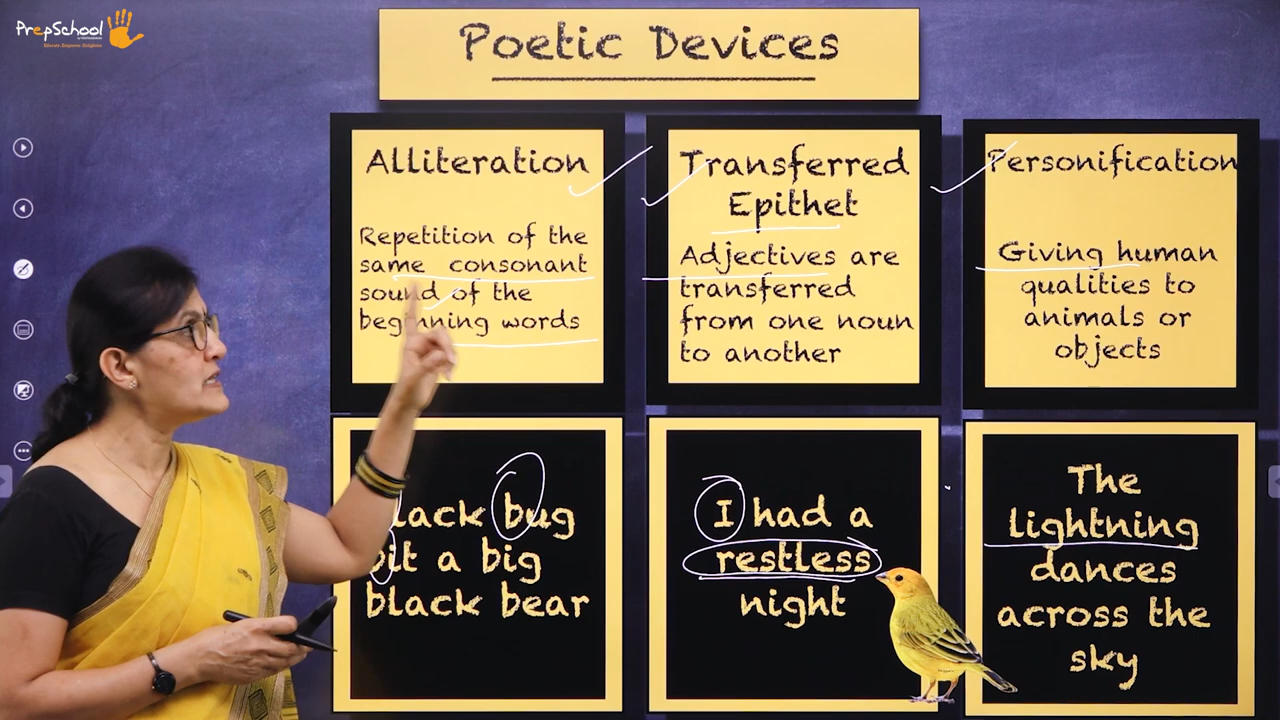 PrepSchool
Poetic Devices
Alliteration
Repetition of the
same consonant
sound of the
beginning words
Transferred
Epithet
Adjectives are
transferred
from one noun
to another
Personification
Giving human
qualities to
animals or
objects
lack bug
bit a big
black bear
I had a
restless
night
The
lightning
dances
across the
sky